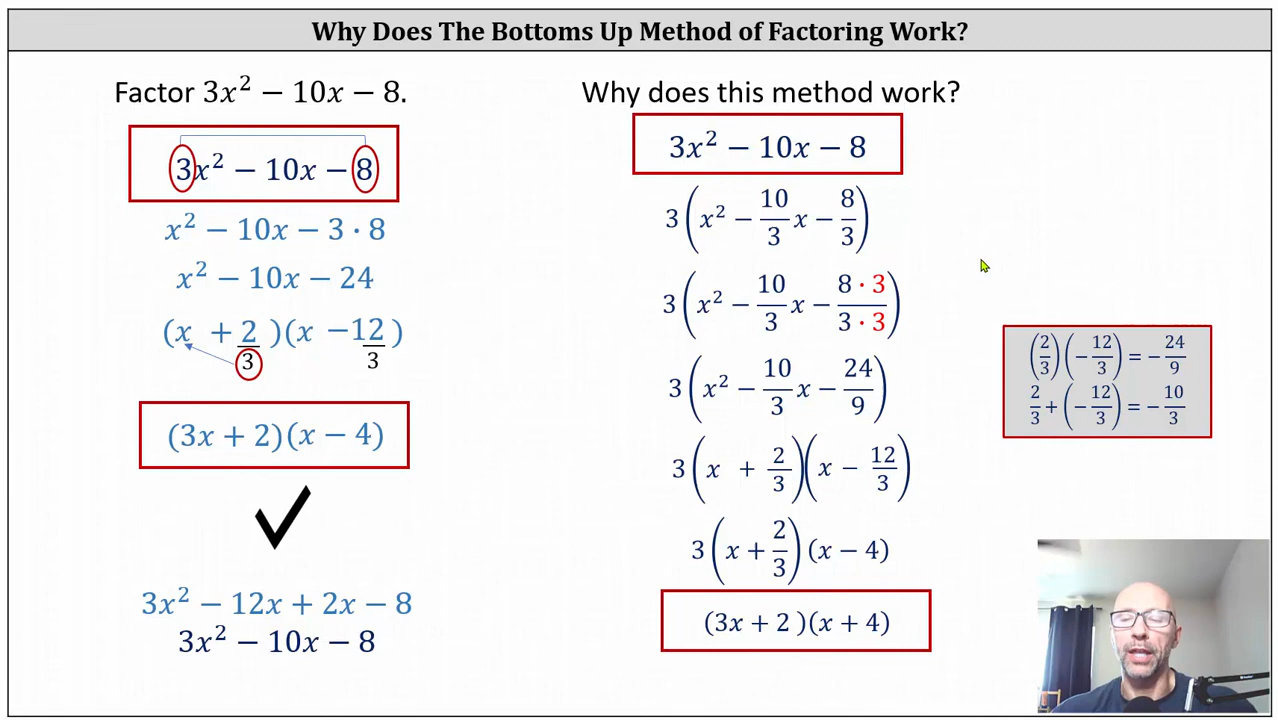 Why Does The Bottoms Up Method of Factoring Work?
Factor 3x² − 10x − 8.
3x² − 10x − 8
x² − 10x − 3 · 8
x² − 10x − 24
(x + 2/3)(x − 12/3)
(3x + 2)(x − 4)
3x² − 12x + 2x − 8
3x² − 10x − 8
Why does this method work?
3x² − 10x − 8
3(x² − 10/3 x − 8/3)
3(x² − 10/3 x − 8 · 3/3 · 3)
3(x² − 10/3 x − 24/9)
3(x + 2/3)(x − 12/3)
3(x + 2/3)(x − 4)
(3x + 2 )(x + 4)
(2/3)(−12/3) = −24/9
2/3 + (−12/3) = −10/3